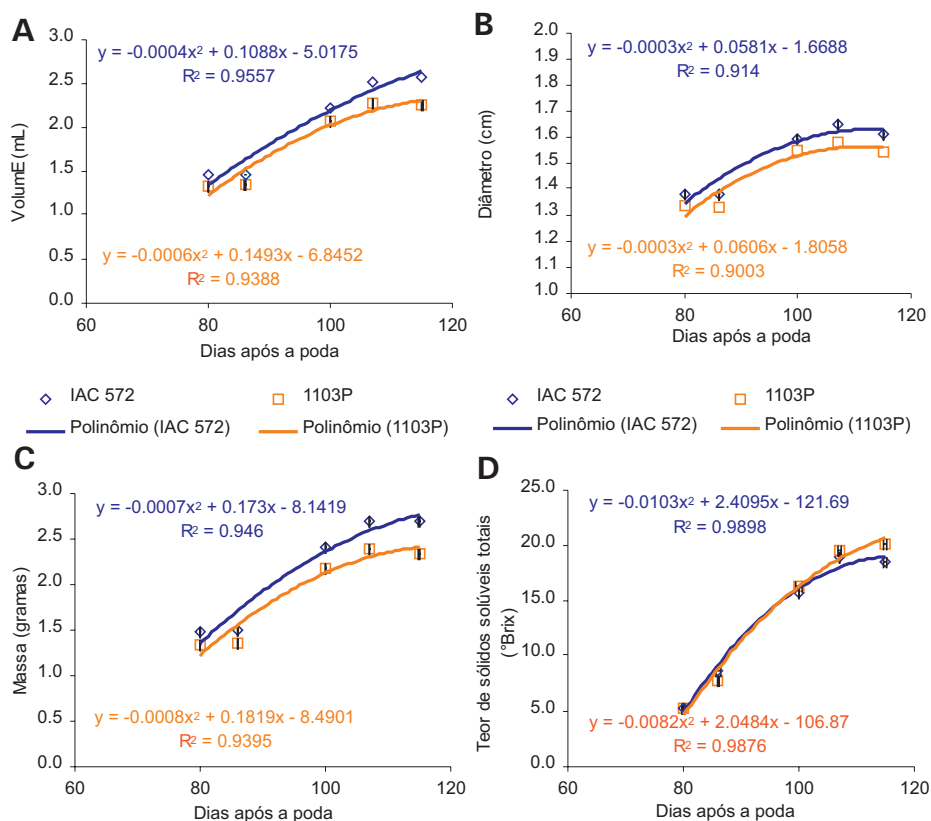 A
y = -0.0004x² + 0.1088x - 5.0175
R² = 0.9557
VolumE (mL)
3.0
2.5
2.0
1.5
1.0
0.5
0.0
y = -0.0006x² + 0.1493x - 6.8452
R² = 0.9388
60 80 100 120
Dias após a poda
B
y = -0.0003x² + 0.0581x - 1.6688
R² = 0.914
Diâmetro (cm)
2.0
1.9
1.8
1.7
1.6
1.5
1.4
1.3
1.2
1.1
1.0
y = -0.0003x² + 0.0606x - 1.8058
R² = 0.9003
60 80 100 120
Dias após a poda
IAC 572 1103P
Polinômio (IAC 572) Polinômio (1103P)
IAC 572 1103P
Polinômio (IAC 572) Polinômio (1103P)
C
y = -0.0007x² + 0.173x - 8.1419
R² = 0.946
Massa (gramas)
3.0
2.5
2.0
1.5
1.0
0.5
0.0
y = -0.0008x² + 0.1819x - 8.4901
R² = 0.9395
60 80 100 120
Dias após a poda
D
y = -0.0103x² + 2.4095x - 121.69
R² = 0.9898
Teor de sólidos solúveis totais
(°Brix)
25.0
20.0
15.0
10.0
5.0
0.0
y = -0.0082x² + 2.0484x - 106.87
R² = 0.9876
60 80 100 120
Dias após a poda